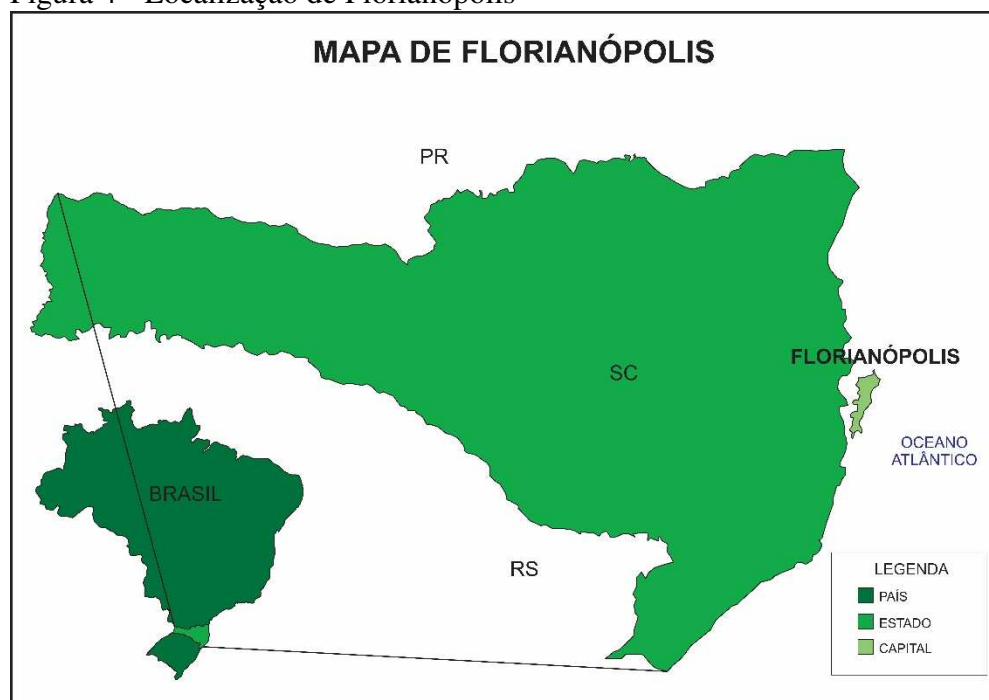 Figura 4 - Localização de Florianópolis
MAPA DE FLORIANÓPOLIS
PR
SC
FLORIANÓPOLIS
OCEANO
ATLÂNTICO
BRASIL
RS
LEGENDA
PAÍS
ESTADO
CAPITAL